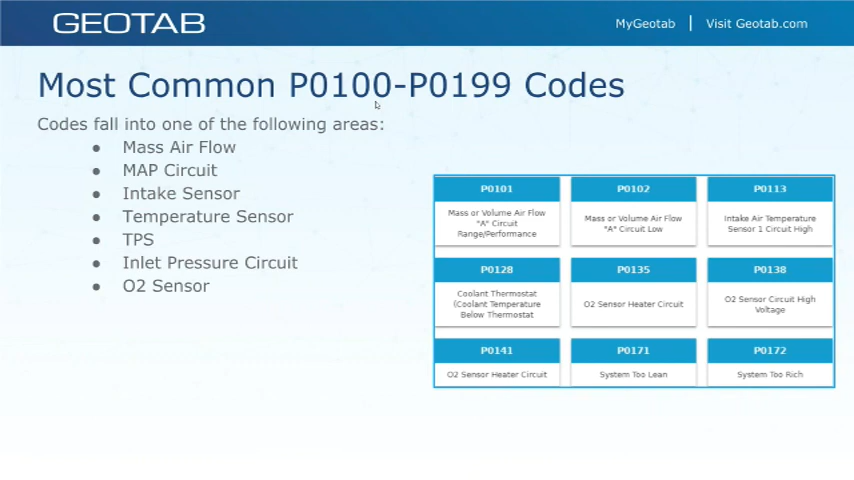 GEOTAB
MyGeotab | Visit Geotab.com
Most Common P0100-P0199 Codes
Codes fall into one of the following areas:
● Mass Air Flow
● MAP Circuit
● Intake Sensor
● Temperature Sensor
● TPS
● Inlet Pressure Circuit
● O2 Sensor
P0101
Mass or Volume Air Flow
"A" Circuit
Range/Performance
P0102
Mass or Volume Air Flow
"A" Circuit Low
P0113
Intake Air Temperature
Sensor 1 Circuit High
P0128
Coolant Thermostat
(Coolant Temperature
Below Thermostat
P0135
O2 Sensor Heater Circuit
P0138
O2 Sensor Circuit High
Voltage
P0141
O2 Sensor Heater Circuit
P0171
System Too Lean
P0172
System Too Rich